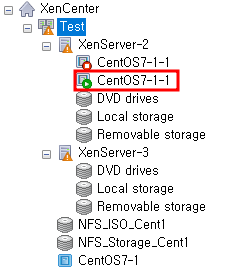 XenCenter
Test
XenServer-2
CentOS7-1-1
CentOS7-1-1
DVD drives
Local storage
Removable storage
XenServer-3
DVD drives
Local storage
Removable storage
NFS_ISO_Cent1
NFS_Storage_Cent1
CentOS7-1